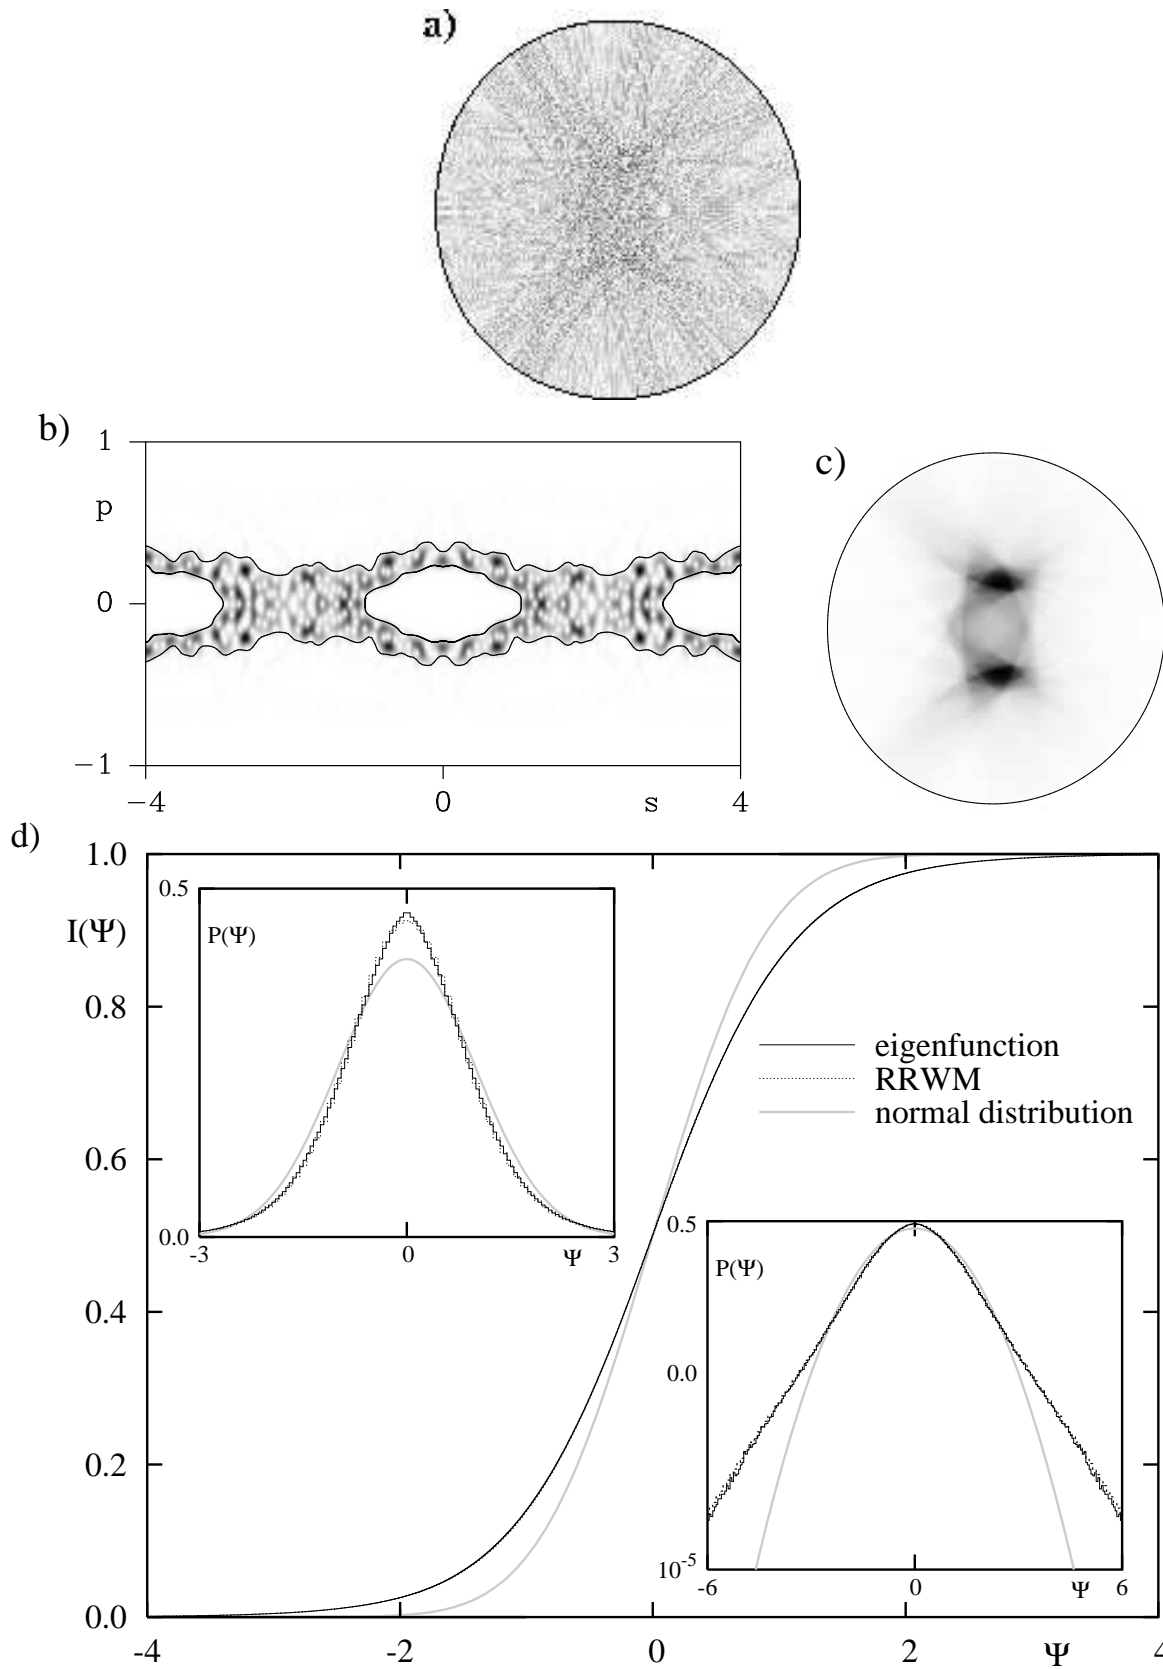 a)
b)
1
p
0
−1
−4
0
s
4
c)
d)
1.0
I(Ψ)
0.8
0.6
0.4
0.2
0.0
-4
-2
0
2
Ψ
4
0.5
P(Ψ)
0.0
-3
0
Ψ
3
eigenfunction
RRWM
normal distribution
0.5
P(Ψ)
0.0
10-5
-6
0
Ψ
6